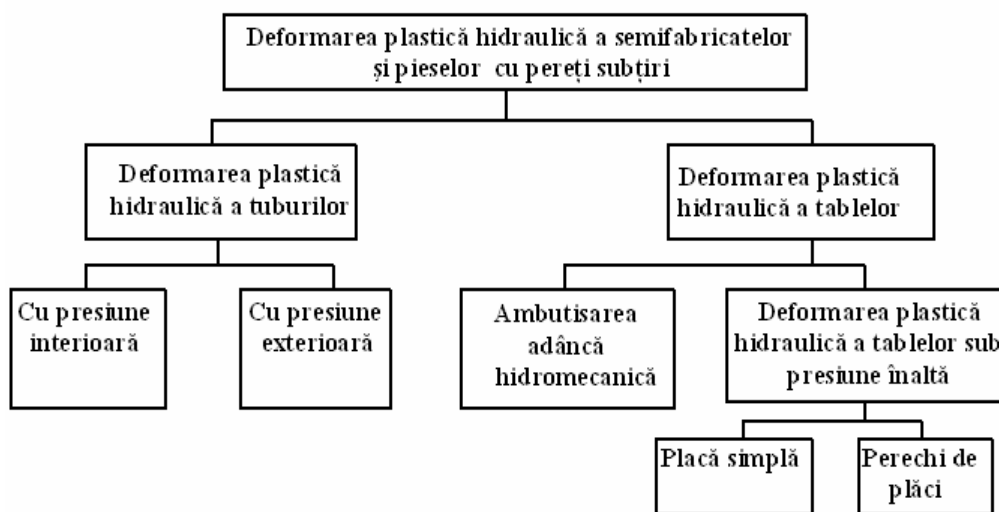 Deformarea plastică hidraulică a semifabricatelor
și pieselor cu pereți subțiri
Deformarea plastică
hidraulică a tuburilor
Deformarea plastică
hidraulică a tablelor
Cu presiune
interioară
Cu presiune
exterioară
Ambutisarea
adâncă
hidromecanică
Deformarea plastică
hidraulică a tablelor sub
presiune înaltă
Placă simplă
Perechi de
plăci